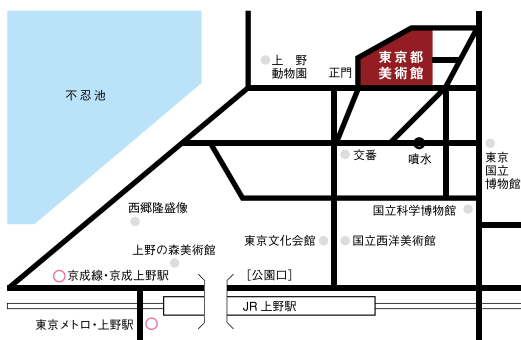 東京都
美術館
上　野
動物園
正門
不忍池
交番
噴水
東京
国立
博物館
西郷隆盛像
国立科学博物館
上野の森美術館
東京文化会館
国立西洋美術館
京成線・京成上野駅
［公園口］
JR 上野駅
東京メトロ・上野駅